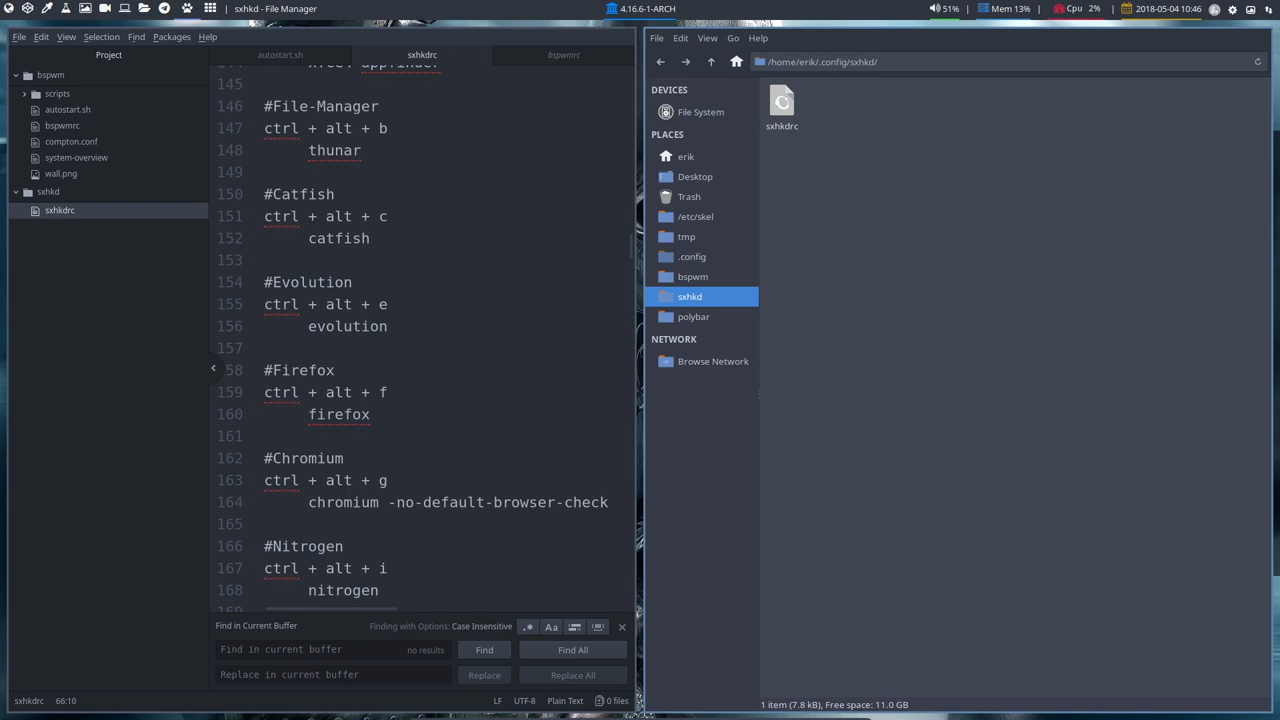 sxhkd - File Manager
4.16.6-1-ARCH
51%
Mem 13%
Cpu 2%
2018-05-04 10:46
File Edit View Selection Find Packages Help
Project
autostart.sh
sxhkdrc
bspwmrc
bspwm
scripts
autostart.sh
bspwmrc
compton.conf
system-overview
wall.png
sxhkd
sxhkdrc
145
146 #File-Manager
147 ctrl + alt + b
148 thunar
149
150 #Catfish
151 ctrl + alt + c
152 catfish
153
154 #Evolution
155 ctrl + alt + e
156 evolution
157
58 #Firefox
159 ctrl + alt + f
160 firefox
161
162 #Chromium
163 ctrl + alt + g
164 chromium -no-default-browser-check
165
166 #Nitrogen
167 ctrl + alt + i
168 nitrogen
Find in Current Buffer
Finding with Options: Case Insensitive
.* Aa
Find in current buffer
no results
Find
Find All
Replace in current buffer
Replace
Replace All
sxhkdrc 66:10
LF UTF-8 Plain Text 0 files
File Edit View Go Help
/home/erik/.config/sxhkd/
DEVICES
File System
PLACES
erik
Desktop
Trash
/etc/skel
tmp
.config
bspwm
sxhkd
polybar
NETWORK
Browse Network
sxhkdrc
1 item (7.8 kB), Free space: 11.0 GB